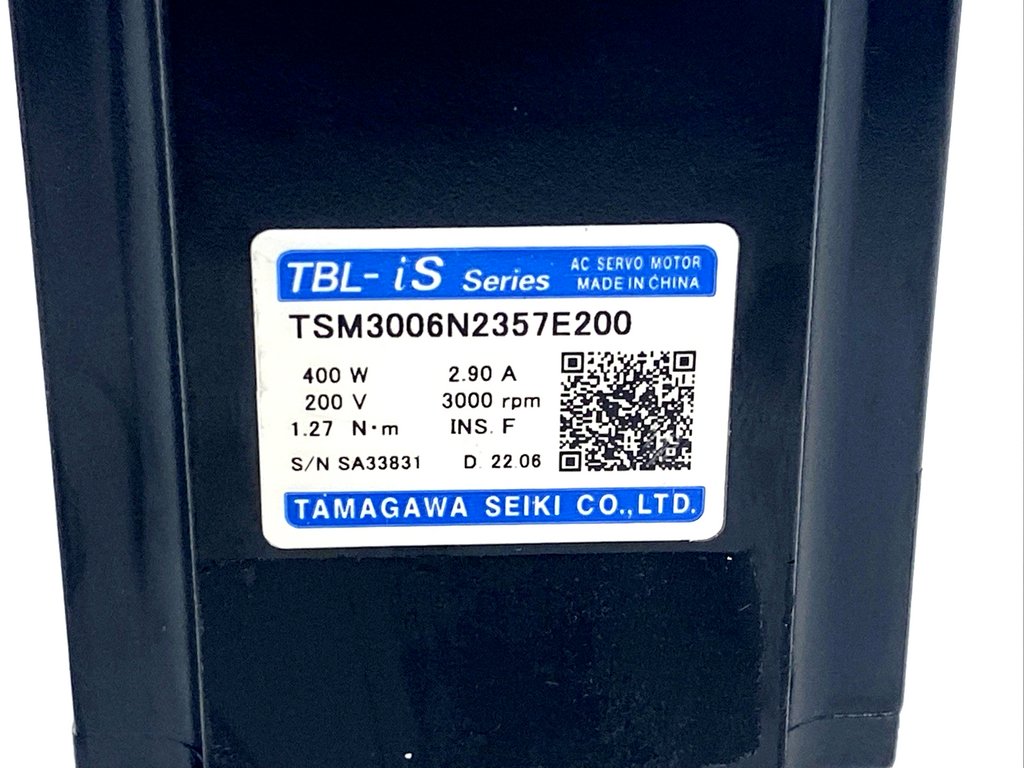 TBL-iS Series
AC SERVO MOTOR
MADE IN CHINA
TSM3006N2357E200
400 W 2.90 A
200 V 3000 rpm
1.27 N·m INS. F
S/N SA33831 D. 22.06
TAMAGAWA SEIKI CO.,LTD.